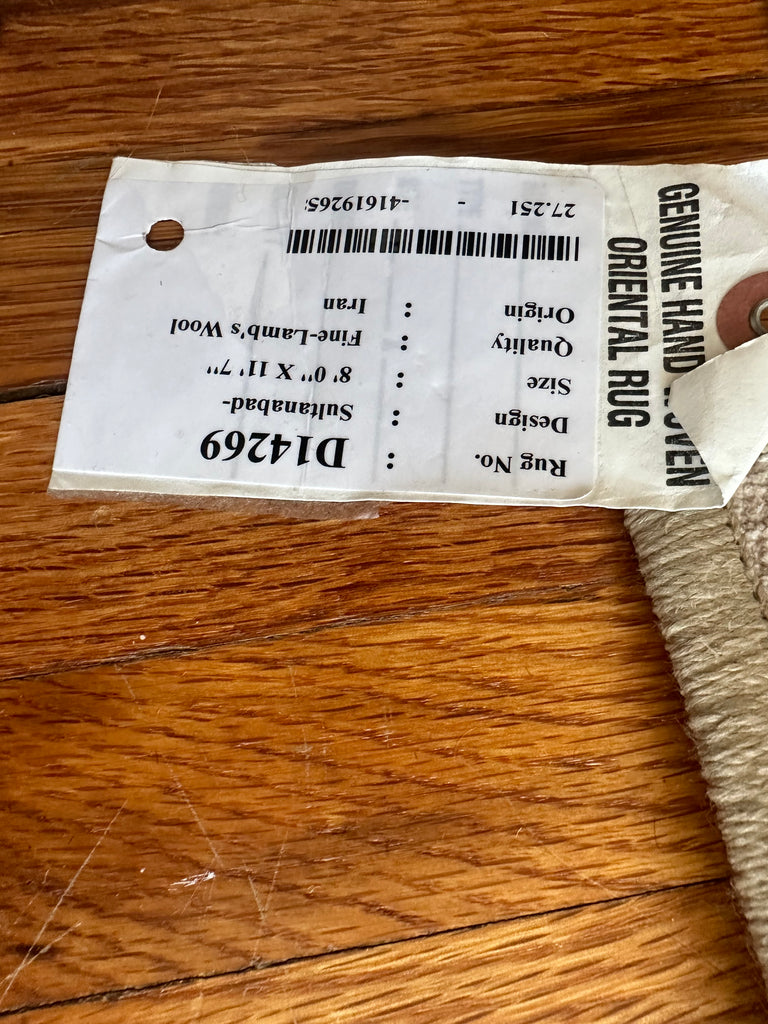 GENUINE HAND WOVEN
ORIENTAL RUG
Rug No. : D14269
Design : Sultanabad-
Size : 8' 0" X 11' 7"
Quality : Fine-Lamb's Wool
Origin : Iran
27.251 - -41619265